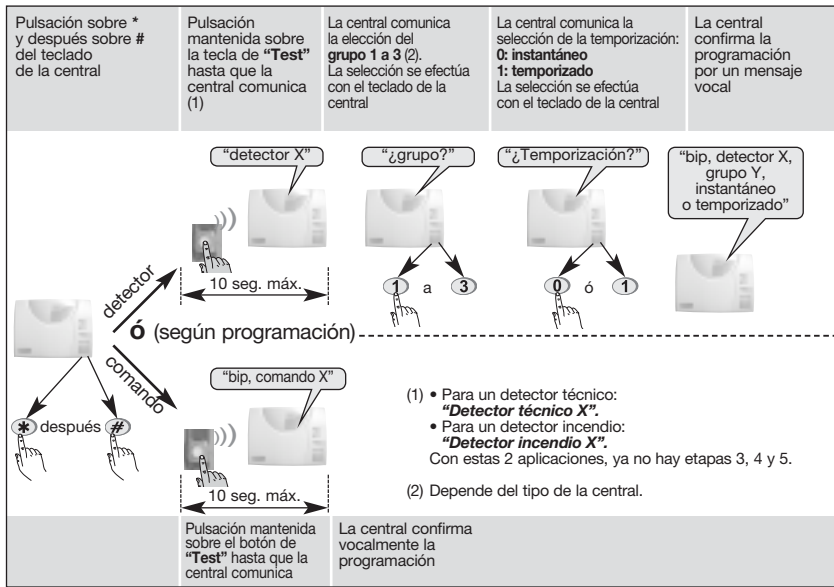 Pulsación sobre *
y después sobre #
del teclado
de la central
Pulsación
mantenida sobre
la tecla de “Test”
hasta que la
central comunica
(1)
La central comunica
la elección del
grupo 1 a 3 (2).
La selección se efectúa
con el teclado de la
central
La central comunica la
selección de la temporización:
0: instantáneo
1: temporizado
La selección se efectúa
con el teclado de la central
La central
confirma la
programación
por un mensaje
vocal
“detector X”
“¿grupo?”
“¿Temporización?”
“bip, detector X,
grupo Y,
instantáneo
o temporizado”
10 seg. máx.
1 a 3
0 ó 1
detector
Ó (según programación)
comando
* después #
“bip, comando X”
10 seg. máx.
(1) • Para un detector técnico:
“Detector técnico X”.
• Para un detector incendio:
“Detector incendio X”.
Con estas 2 aplicaciones, ya no hay etapas 3, 4 y 5.
(2) Depende del tipo de la central.
Pulsación mantenida
sobre el botón de
“Test” hasta que la
central comunica
La central confirma
vocalmente la
programación